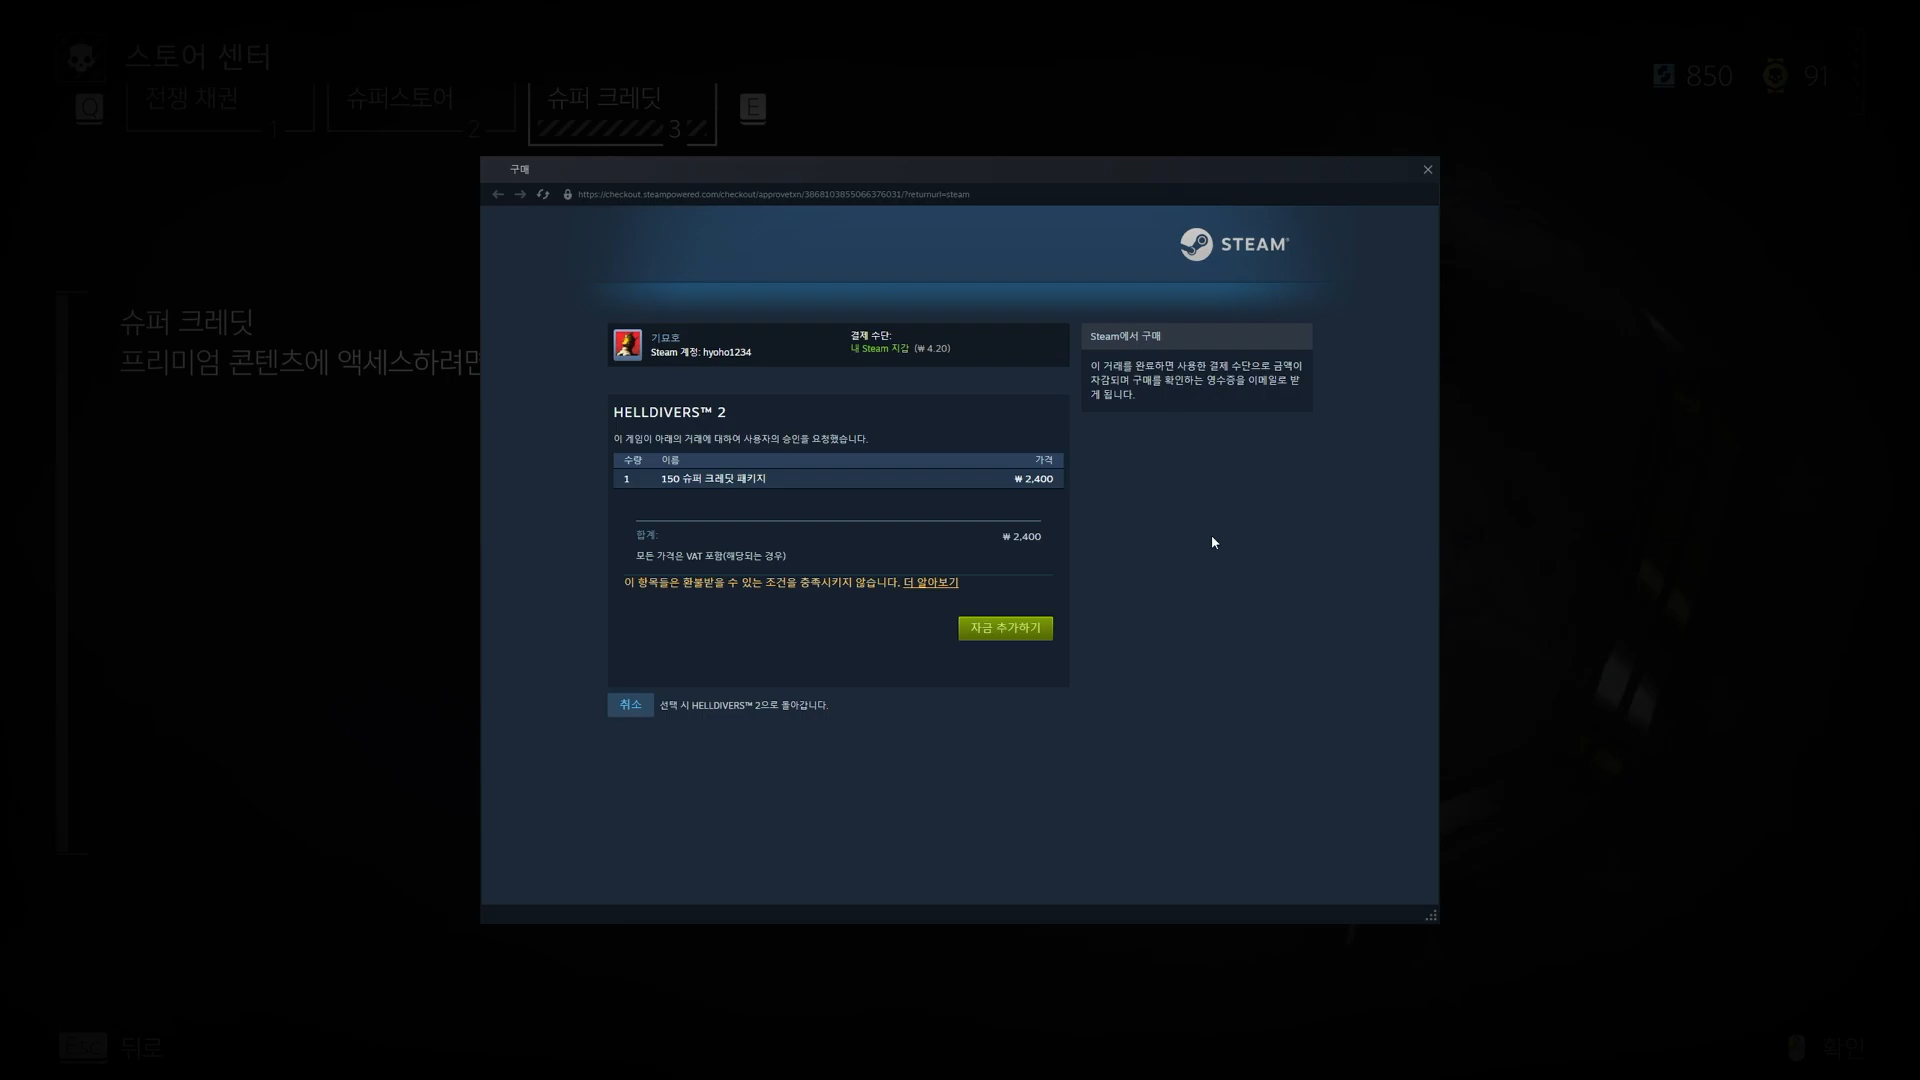 스토어 센터
850 91
Q 전쟁 채권 1 슈퍼스토어 2 슈퍼 크레딧 3 E
구매
https://checkout.steampowered.com/checkout/approvetxn/3868103855066376031/?returnurl=steam
STEAM®
슈퍼 크레딧
프리미엄 콘텐츠에 액세스하려면
기묘호
Steam 계정: hyoho1234
결제 수단:
내 Steam 지갑 (₩ 4.20)
Steam에서 구매
이 거래를 완료하면 사용한 결제 수단으로 금액이
차감되며 구매를 확인하는 영수증을 이메일로 받
게 됩니다.
HELLDIVERS™ 2
이 게임이 아래의 거래에 대하여 사용자의 승인을 요청했습니다.
수량 이름 가격
1 150 슈퍼 크레딧 패키지 ₩ 2,400
합계: ₩ 2,400
모든 가격은 VAT 포함(해당되는 경우)
이 항목들은 환불받을 수 있는 조건을 충족시키지 않습니다. 더 알아보기
자금 추가하기
취소 선택 시 HELLDIVERS™ 2으로 돌아갑니다.
Esc 뒤로
확인